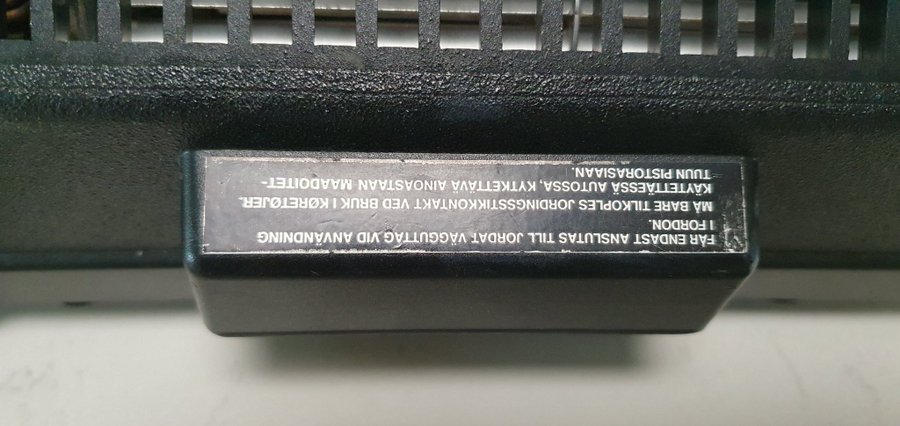 FÅR ENDAST ANSLUTAS TILL JORDAT VÄGGUTTAG VID ANVÄNDNING
I FORDON.
MÅ BARE TILKOPLES JORDINGSSTIKKONTAKT VED BRUK I KØRETØJER.
KÄYTETTÄESSÄ AUTOSSA, KYTKETTÄVÄ AINOASTAAN MAADOITET-
TUUN PISTORASIAAN.